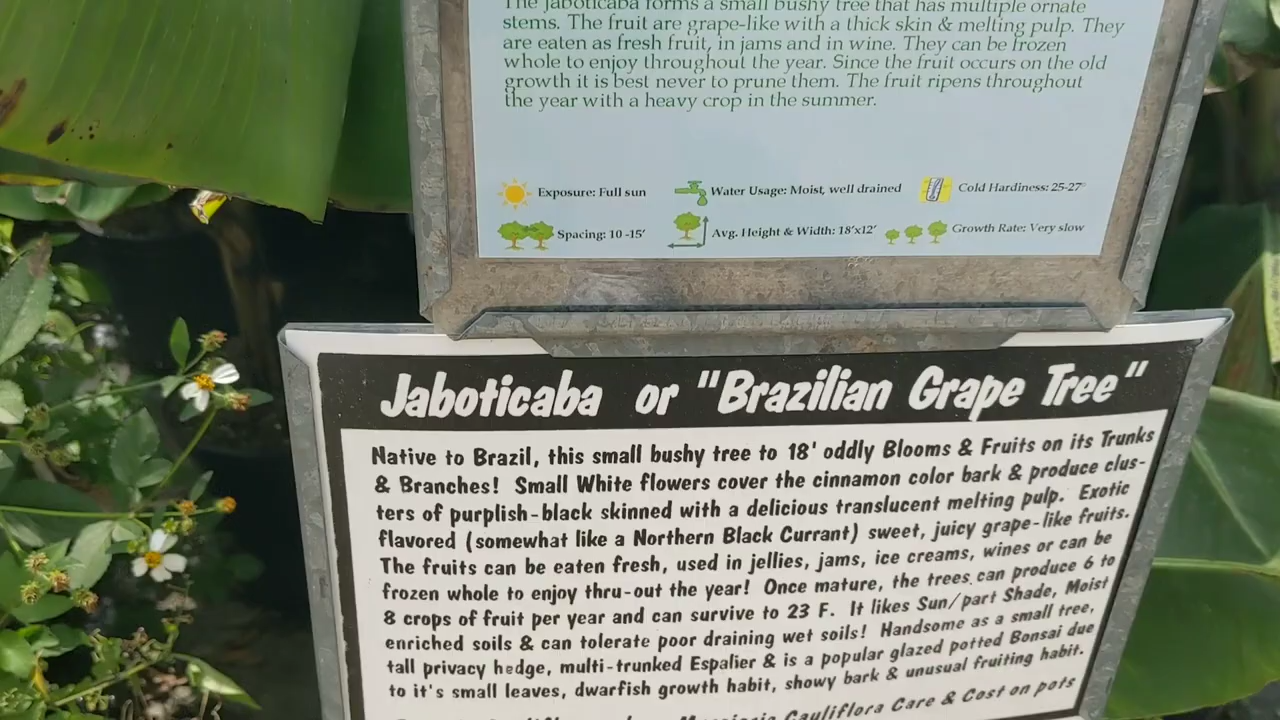 The Jaboticaba forms a small bushy tree that has multiple ornate
stems. The fruit are grape-like with a thick skin & melting pulp. They
are eaten as fresh fruit, in jams and in wine. They can be frozen
whole to enjoy throughout the year. Since the fruit occurs on the old
growth it is best never to prune them. The fruit ripens throughout
the year with a heavy crop in the summer.
Exposure: Full sun
Water Usage: Moist, well drained
Cold Hardiness: 25-27°
Spacing: 10 -15'
Avg. Height & Width: 18'x12'
Growth Rate: Very slow
Jaboticaba or "Brazilian Grape Tree"
Native to Brazil, this small bushy tree to 18' oddly Blooms & Fruits on its Trunks
& Branches! Small White flowers cover the cinnamon color bark & produce clus-
ters of purplish-black skinned with a delicious translucent melting pulp. Exotic
flavored (somewhat like a Northern Black Currant) sweet, juicy grape-like fruits.
The fruits can be eaten fresh, used in jellies, jams, ice creams, wines or can be
frozen whole to enjoy thru-out the year! Once mature, the trees can produce 6 to
8 crops of fruit per year and can survive to 23 F. It likes Sun/part Shade, Moist
enriched soils & can tolerate poor draining wet soils! Handsome as a small tree,
tall privacy hedge, multi-trunked Espalier & is a popular glazed potted Bonsai due
to it's small leaves, dwarfish growth habit, showy bark & unusual fruiting habit.
Cauliflora Care & Cost on pots